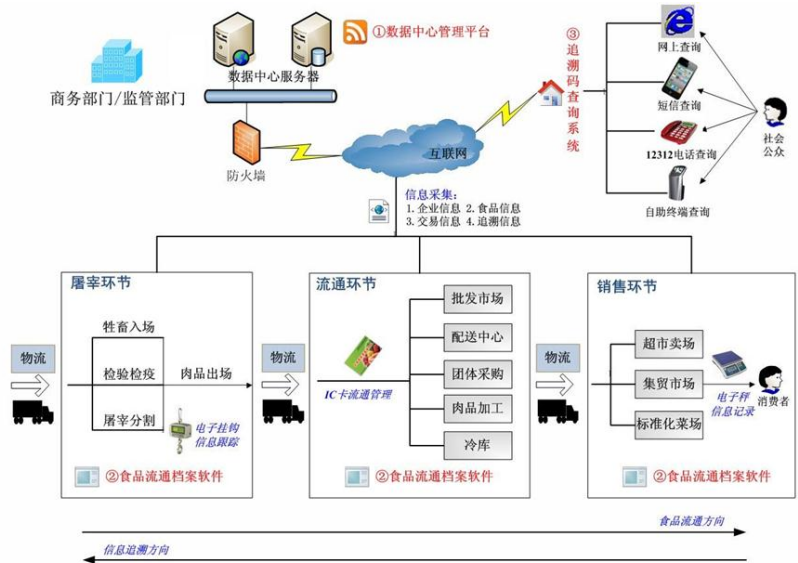 ①数据中心管理平台
数据中心服务器
商务部门/监管部门
防火墙
互联网
③追溯码查询系统
网上查询
短信查询
12312电话查询
自助终端查询
社会
公众
信息采集:
1.企业信息 2.食品信息
3.交易信息 4.追溯信息
物流
屠宰环节
牲畜入场
检验检疫
屠宰分割
肉品出场
电子挂钩
信息跟踪
②食品流通档案软件
物流
流通环节
IC卡流通管理
批发市场
配送中心
团体采购
肉品加工
冷库
②食品流通档案软件
物流
销售环节
超市卖场
集贸市场
标准化菜场
电子秤
信息记录
消费者
②食品流通档案软件
食品流通方向
信息追溯方向